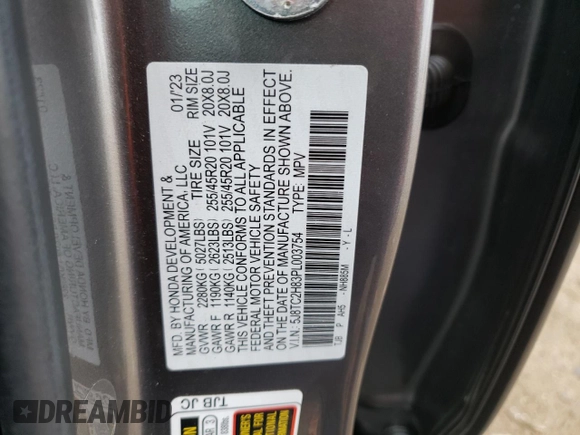 MFD. BY HONDA DEVELOPMENT & 01/'23
MANUFACTURING OF AMERICA, LLC
TIRE SIZE RIM SIZE
GVWR 2280KG( 5027LBS)
GAWR F 1190KG( 2623LBS) 255/45R20 101V 20X8.0J
GAWR R 1140KG( 2513LBS) 255/45R20 101V 20X8.0J
THIS VEHICLE CONFORMS TO ALL APPLICABLE
FEDERAL MOTOR VEHICLE SAFETY
AND THEFT PREVENTION STANDARDS IN EFFECT
ON THE DATE OF MANUFACTURE SHOWN ABOVE.
V.I.N.: 5J8TC2H83PL003754 TYPE: MPV
TJB P AH5 -NH885M -Y-L
TJB JC
DREAMBID